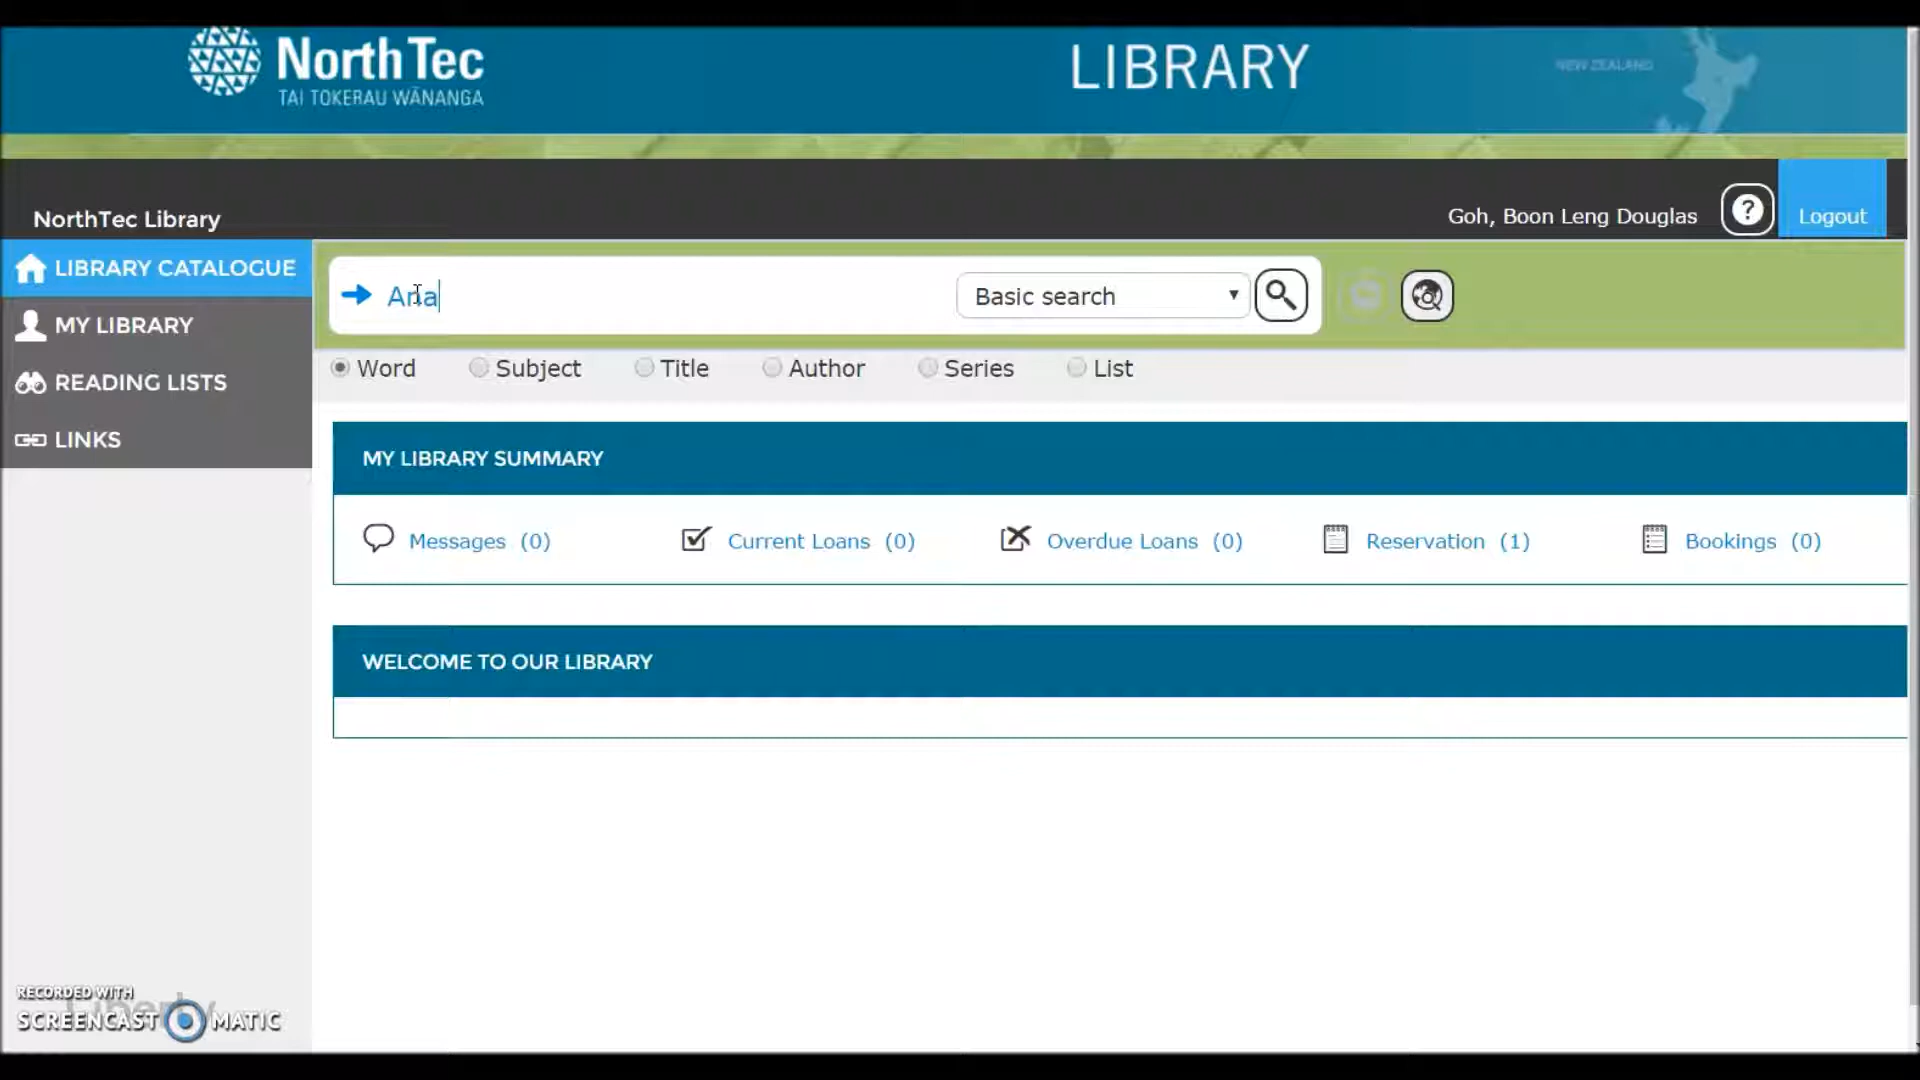 NorthTec
TAI TOKERAU WĀNANGA
LIBRARY
NEW ZEALAND
NorthTec Library
Goh, Boon Leng Douglas
?
Logout
LIBRARY CATALOGUE
MY LIBRARY
READING LISTS
LINKS
Basic search
Word
Subject
Title
Author
Series
List
MY LIBRARY SUMMARY
Messages (0)
Current Loans (0)
Overdue Loans (0)
Reservation (1)
Bookings (0)
WELCOME TO OUR LIBRARY
RECORDED WITH
SCREENCAST MATIC